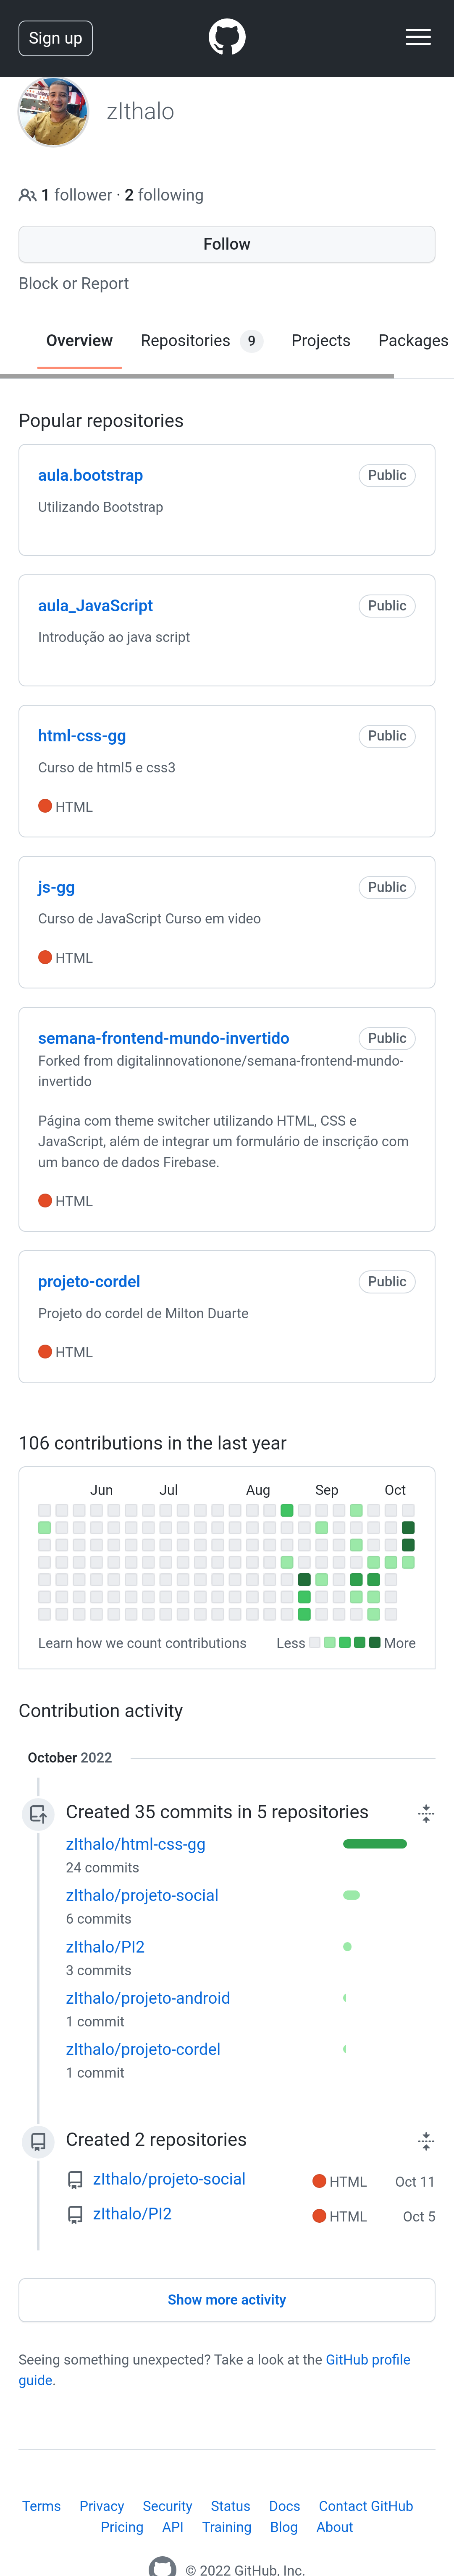 Sign up
zIthalo
1 follower · 2 following
Follow
Block or Report
Overview Repositories 9 Projects Packages
Popular repositories
aula.bootstrap Public
Utilizando Bootstrap
aula_JavaScript Public
Introdução ao java script
html-css-gg Public
Curso de html5 e css3
HTML
js-gg Public
Curso de JavaScript Curso em video
HTML
semana-frontend-mundo-invertido Public
Forked from digitalinnovationone/semana-frontend-mundo-
invertido
Página com theme switcher utilizando HTML, CSS e
JavaScript, além de integrar um formulário de inscrição com
um banco de dados Firebase.
HTML
projeto-cordel Public
Projeto do cordel de Milton Duarte
HTML
106 contributions in the last year
Jun Jul Aug Sep Oct
Learn how we count contributions Less More
Contribution activity
October 2022
Created 35 commits in 5 repositories
zIthalo/html-css-gg
24 commits
zIthalo/projeto-social
6 commits
zIthalo/PI2
3 commits
zIthalo/projeto-android
1 commit
zIthalo/projeto-cordel
1 commit
Created 2 repositories
zIthalo/projeto-social HTML Oct 11
zIthalo/PI2 HTML Oct 5
Show more activity
Seeing something unexpected? Take a look at the GitHub profile
guide.
Terms Privacy Security Status Docs Contact GitHub
Pricing API Training Blog About
© 2022 GitHub, Inc.